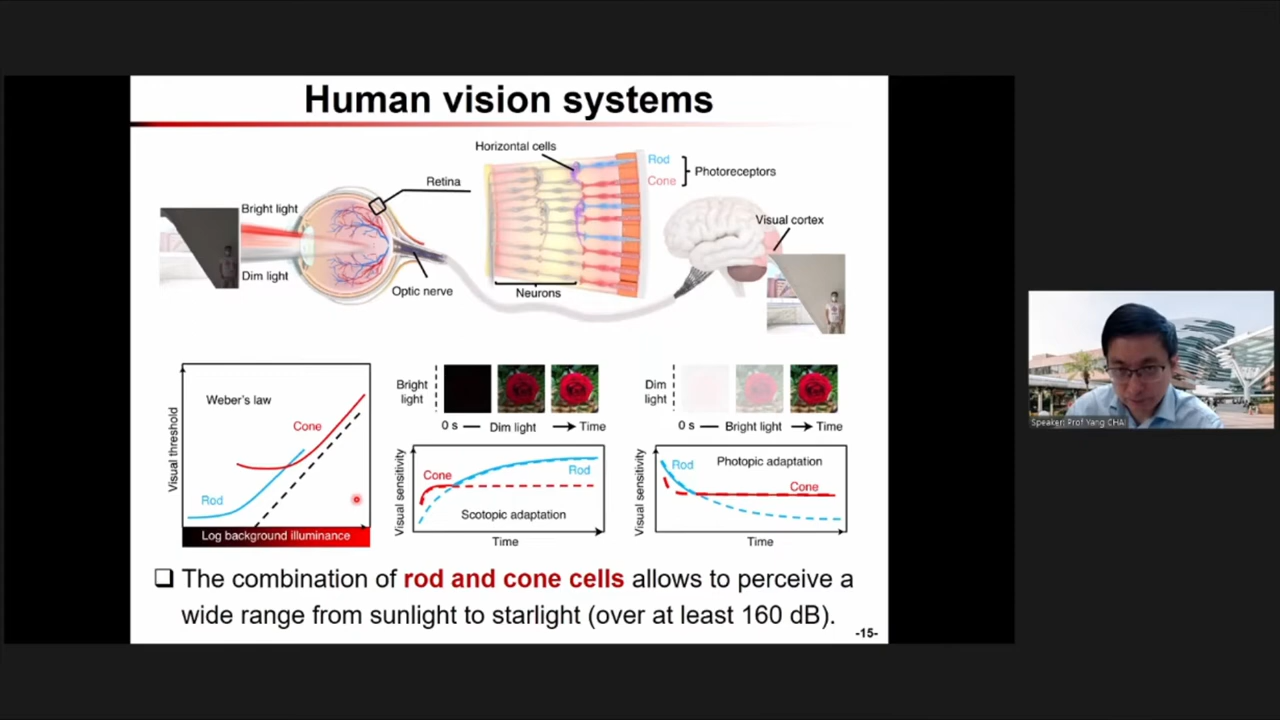 Human vision systems
Horizontal cells
Rod
Cone
Photoreceptors
Retina
Bright light
Dim light
Optic nerve
Neurons
Visual cortex
Weber's law
Cone
Rod
Visual threshold
Log background illuminance
Bright
light
0 s
Dim light
Time
Visual sensitivity
Cone
Rod
Scotopic adaptation
Time
Dim
light
0 s
Bright light
Time
Visual sensitivity
Rod
Photopic adaptation
Cone
Time
The combination of rod and cone cells allows to perceive a
wide range from sunlight to starlight (over at least 160 dB).
-15-
Speaker| Prof Yang CHAI